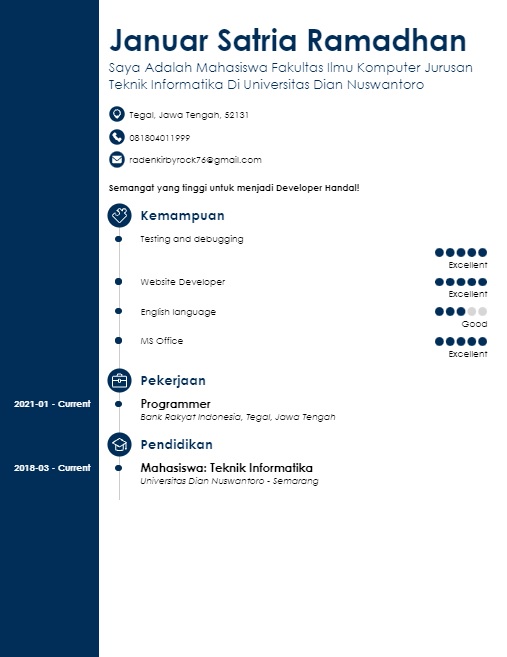 Januar Satria Ramadhan
Saya Adalah Mahasiswa Fakultas Ilmu Komputer Jurusan
Teknik Informatika Di Universitas Dian Nuswantoro
Tegal, Jawa Tengah, 52131
081804011999
radenkirbyrock76@gmail.com
Semangat yang tinggi untuk menjadi Developer Handal!
Kemampuan
Testing and debugging
Excellent
Website Developer
Excellent
English language
Good
MS Office
Excellent
Pekerjaan
2021-01 - Current
Programmer
Bank Rakyat Indonesia, Tegal, Jawa Tengah
Pendidikan
2018-03 - Current
Mahasiswa: Teknik Informatika
Universitas Dian Nuswantoro - Semarang